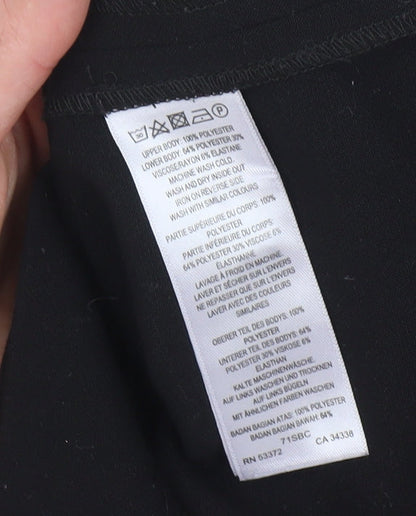 UPPER BODY: 100% POLYESTER
LOWER BODY: 64% POLYESTER 30%
VISCOSE/RAYON 6% ELASTANE
MACHINE WASH COLD.
WASH AND DRY INSIDE OUT
IRON ON REVERSE SIDE
WASH WITH SIMILAR COLOURS
PARTIE SUPÉRIEURE DU CORPS: 100%
POLYESTER
PARTIE INFÉRIEURE DU CORPS:
64% POLYESTER 30% VISCOSE 6%
ÉLASTHANNE
LAVAGE À FROID EN MACHINE.
LAVER ET SÉCHER SUR L'ENVERS
NE REPASSER QUE SUR L'ENVERS
LAVER AVEC DES COULEURS
SIMILAIRES
OBERER TEIL DES BODYS: 100%
POLYESTER
UNTERER TEIL DES BODYS: 64%
POLYESTER 30% VISKOSE 6%
ELASTHAN
KALTE MASCHINENWÄSCHE.
AUF LINKS WASCHEN UND TROCKNEN
AUF LINKS BÜGELN
MIT ÄHNLICHEN FARBEN WASCHEN
BADAN BAGIAN ATAS: 100% POLYESTER
BADAN BAGIAN BAWAH: 64%
71SBC
RN 63372 CA 34338